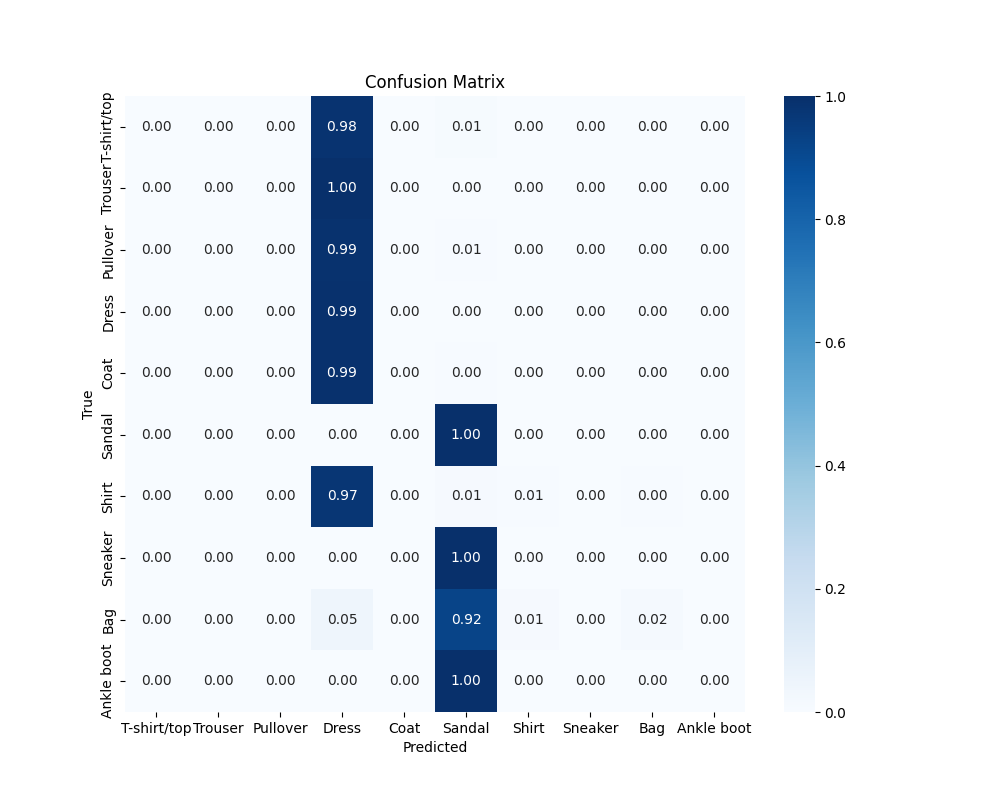 Confusion Matrix
T-shirt/top 0.00 0.00 0.00 0.98 0.00 0.01 0.00 0.00 0.00 0.00
Trouser 0.00 0.00 0.00 1.00 0.00 0.00 0.00 0.00 0.00 0.00
Pullover 0.00 0.00 0.00 0.99 0.00 0.01 0.00 0.00 0.00 0.00
Dress 0.00 0.00 0.00 0.99 0.00 0.00 0.00 0.00 0.00 0.00
Coat 0.00 0.00 0.00 0.99 0.00 0.00 0.00 0.00 0.00 0.00
Sandal 0.00 0.00 0.00 0.00 0.00 1.00 0.00 0.00 0.00 0.00
Shirt 0.00 0.00 0.00 0.97 0.00 0.01 0.01 0.00 0.00 0.00
Sneaker 0.00 0.00 0.00 0.00 0.00 1.00 0.00 0.00 0.00 0.00
Bag 0.00 0.00 0.00 0.05 0.00 0.92 0.01 0.00 0.02 0.00
Ankle boot 0.00 0.00 0.00 0.00 0.00 1.00 0.00 0.00 0.00 0.00
True
T-shirt/top Trouser Pullover Dress Coat Sandal Shirt Sneaker Bag Ankle boot
Predicted
1.0
0.8
0.6
0.4
0.2
0.0